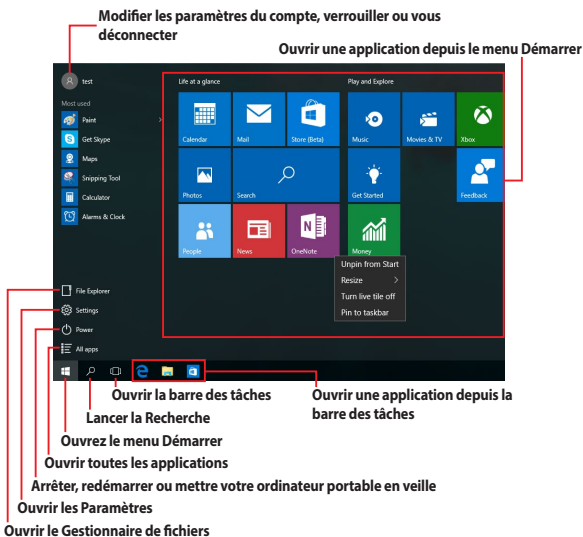 Modifier les paramètres du compte, verrouiller ou vous
déconnecter
Ouvrir une application depuis le menu Démarrer
test
Life at a glance
Play and Explore
Most used
Paint
Get Skype
Maps
Snipping Tool
Calculator
Alarms & Clock
Calendar
Mail
Store (Beta)
Music
Movies & TV
Xbox
Photos
Search
Get Started
Feedback
People
News
OneNote
Money
Unpin from Start
Resize
Turn live tile off
Pin to taskbar
File Explorer
Settings
Power
All apps
Ouvrir la barre des tâches
Ouvrir une application depuis la
barre des tâches
Lancer la Recherche
Ouvrez le menu Démarrer
Ouvrir toutes les applications
Arrêter, redémarrer ou mettre votre ordinateur portable en veille
Ouvrir les Paramètres
Ouvrir le Gestionnaire de fichiers